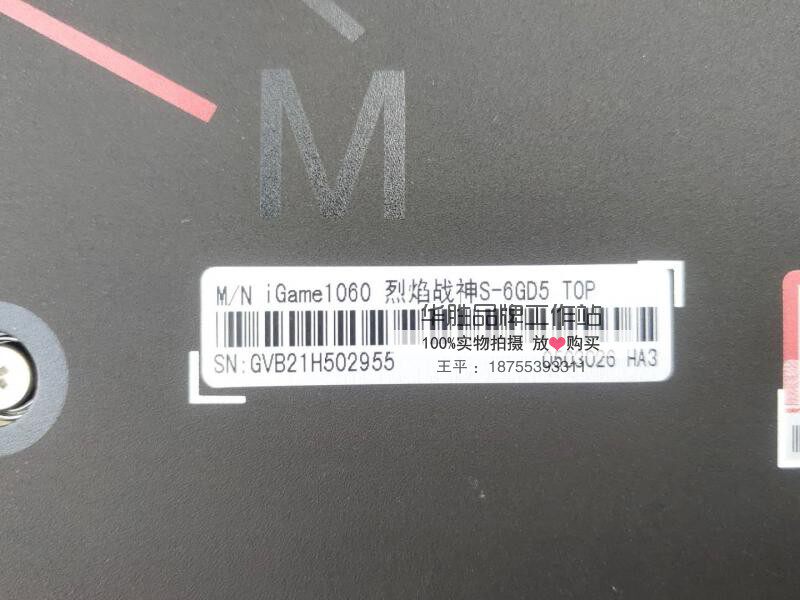 M
M/N iGame1060 烈焰战神S-6GD5 TOP
华胜品牌工作站
100%实物拍摄 放❤购买
SN:GVB21H502955
0503026 HA3
王平：18755393311